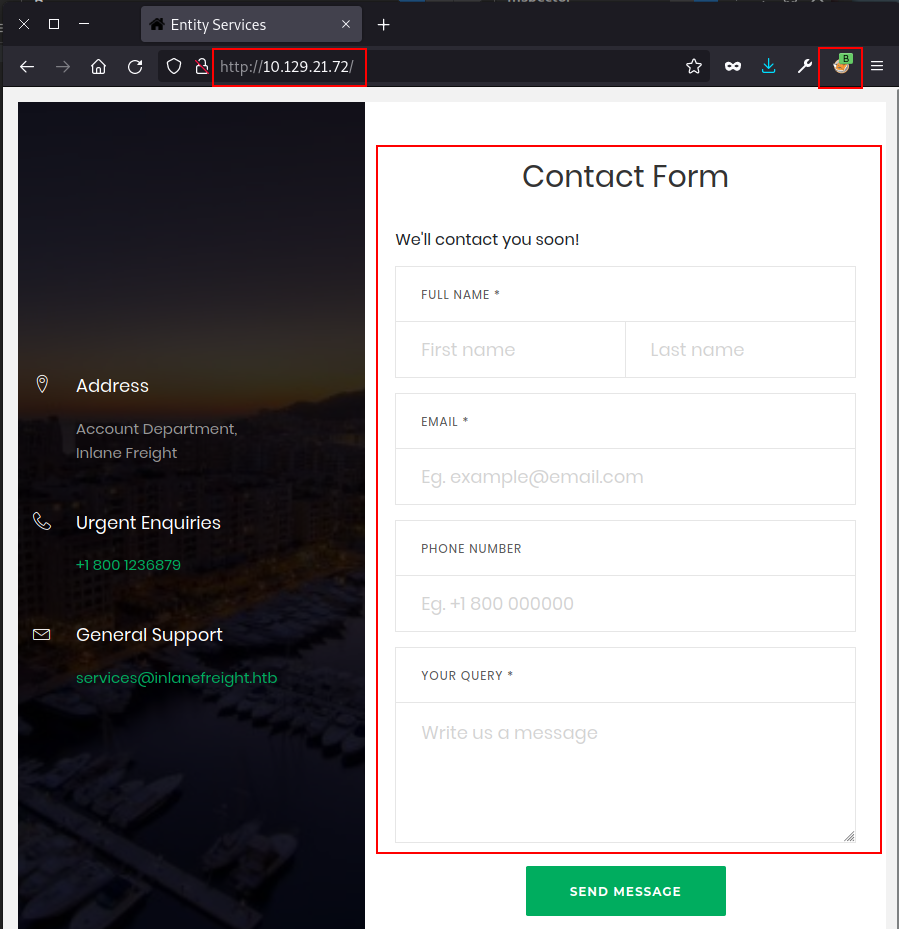 Entity Services
http://10.129.21.72/
B
Contact Form
We'll contact you soon!
FULL NAME *
First name
Last name
EMAIL *
Eg. example@email.com
PHONE NUMBER
Eg. +1 800 000000
YOUR QUERY *
Write us a message
SEND MESSAGE
Address
Account Department,
Inlane Freight
Urgent Enquiries
+1 800 1236879
General Support
services@inlanefreight.htb